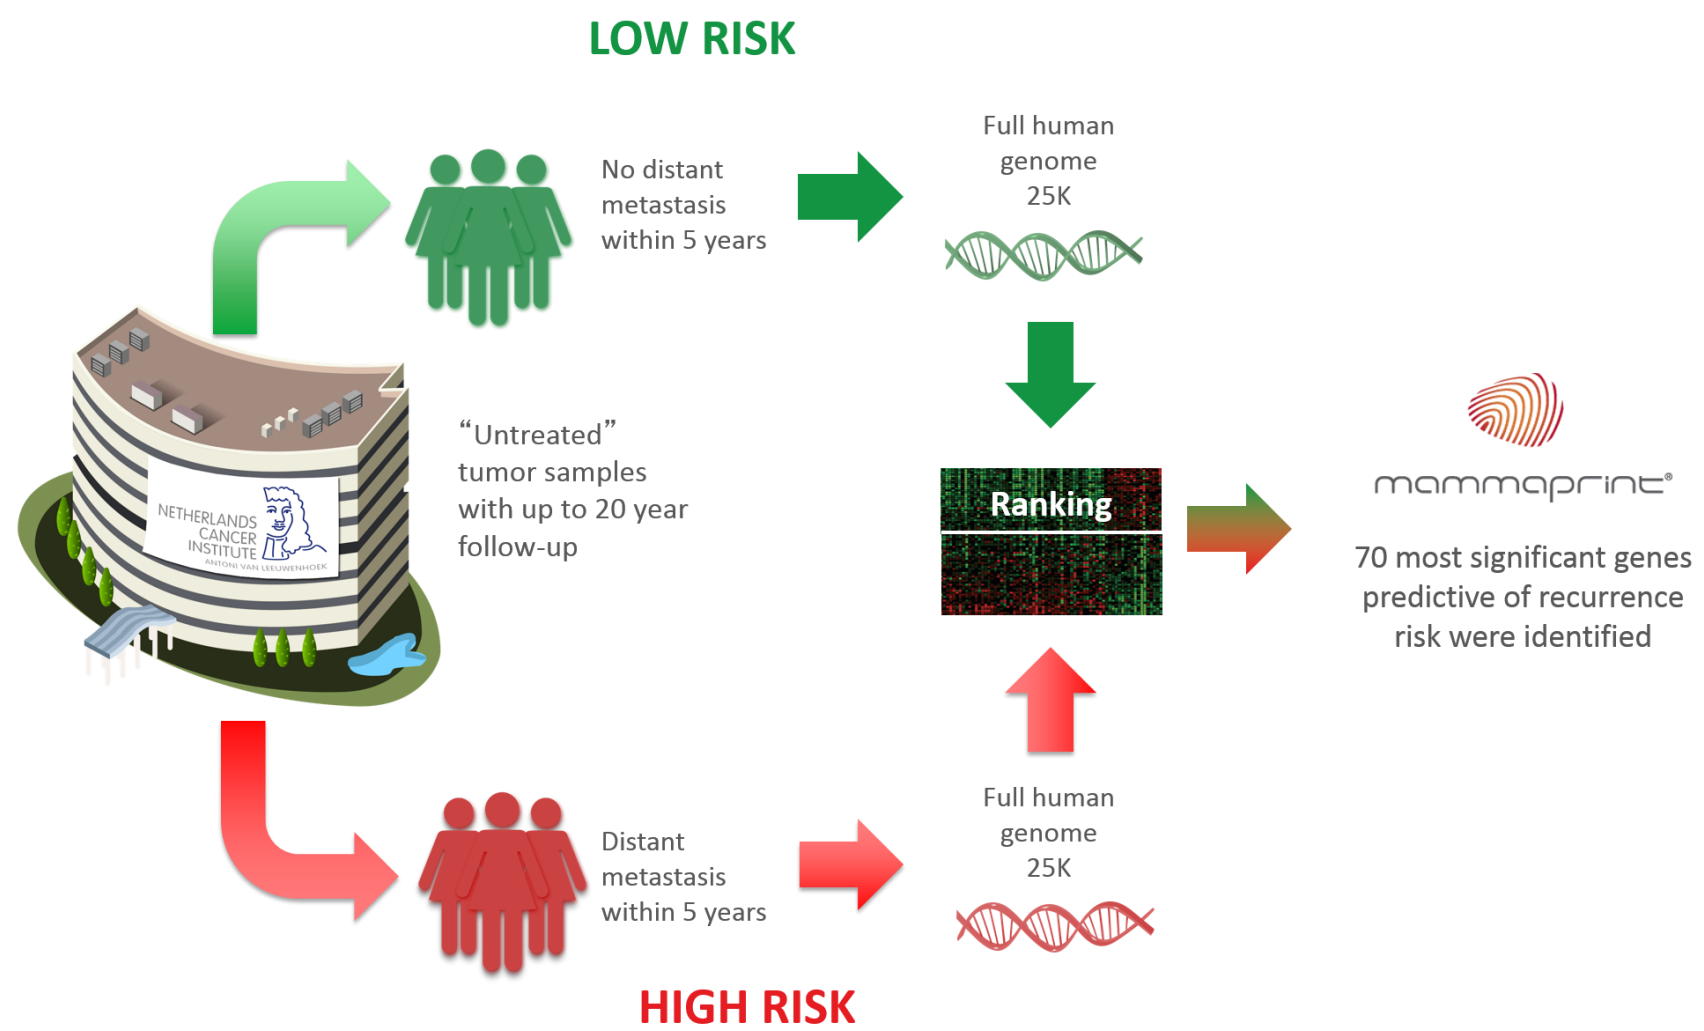 LOW RISK
No distant
metastasis
within 5 years
Full human
genome
25K
“Untreated”
tumor samples
with up to 20 year
follow-up
NETHERLANDS
CANCER
INSTITUTE
ANTONI VAN LEEUWENHOEK
Ranking
mammaprint®
70 most significant genes
predictive of recurrence
risk were identified
Distant
metastasis
within 5 years
Full human
genome
25K
HIGH RISK